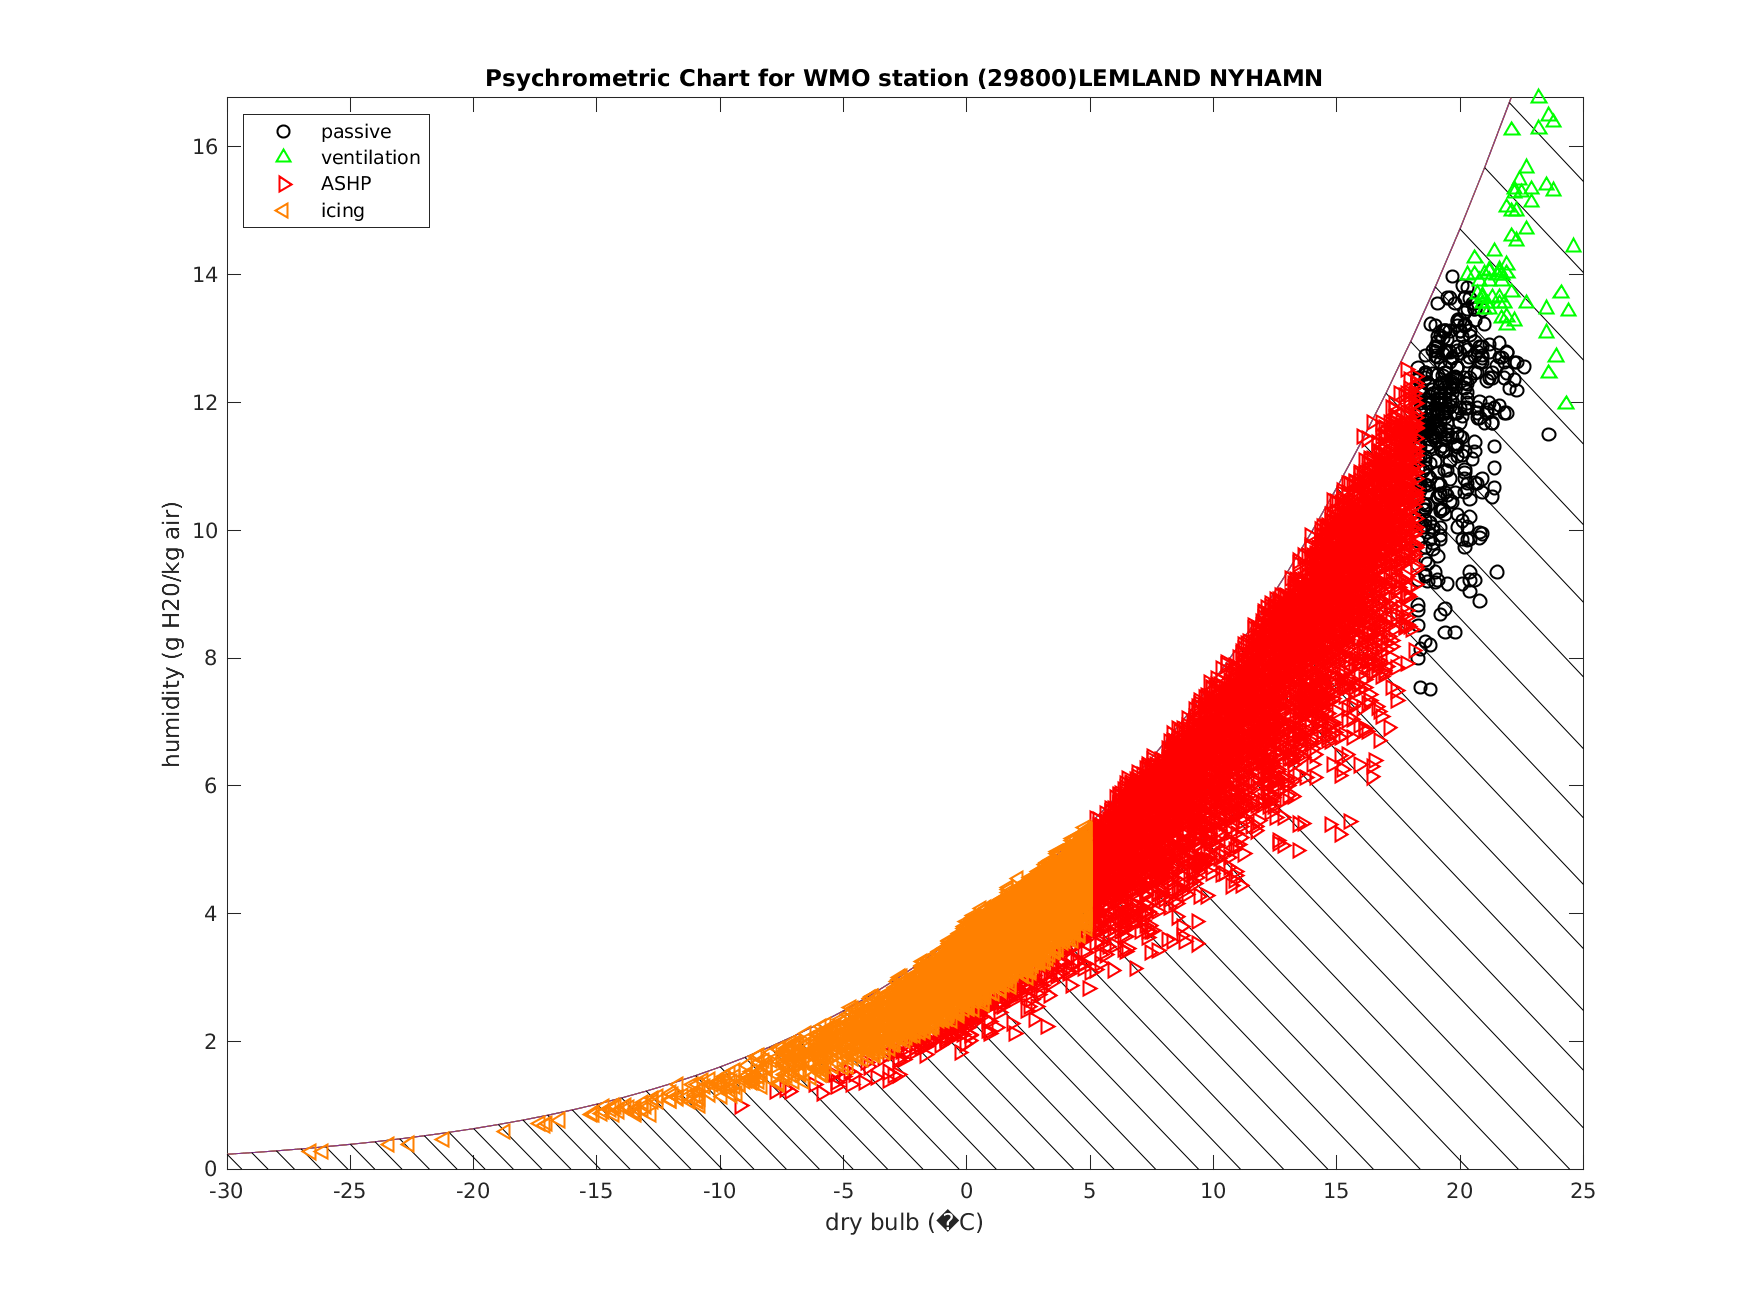 Psychrometric Chart for WMO station (29800)LEMLAND NYHAMN
passive
ventilation
ASHP
icing
humidity (g H20/kg air)
16
14
12
10
8
6
4
2
0
-30 -25 -20 -15 -10 -5 0 5 10 15 20 25
dry bulb (�C)